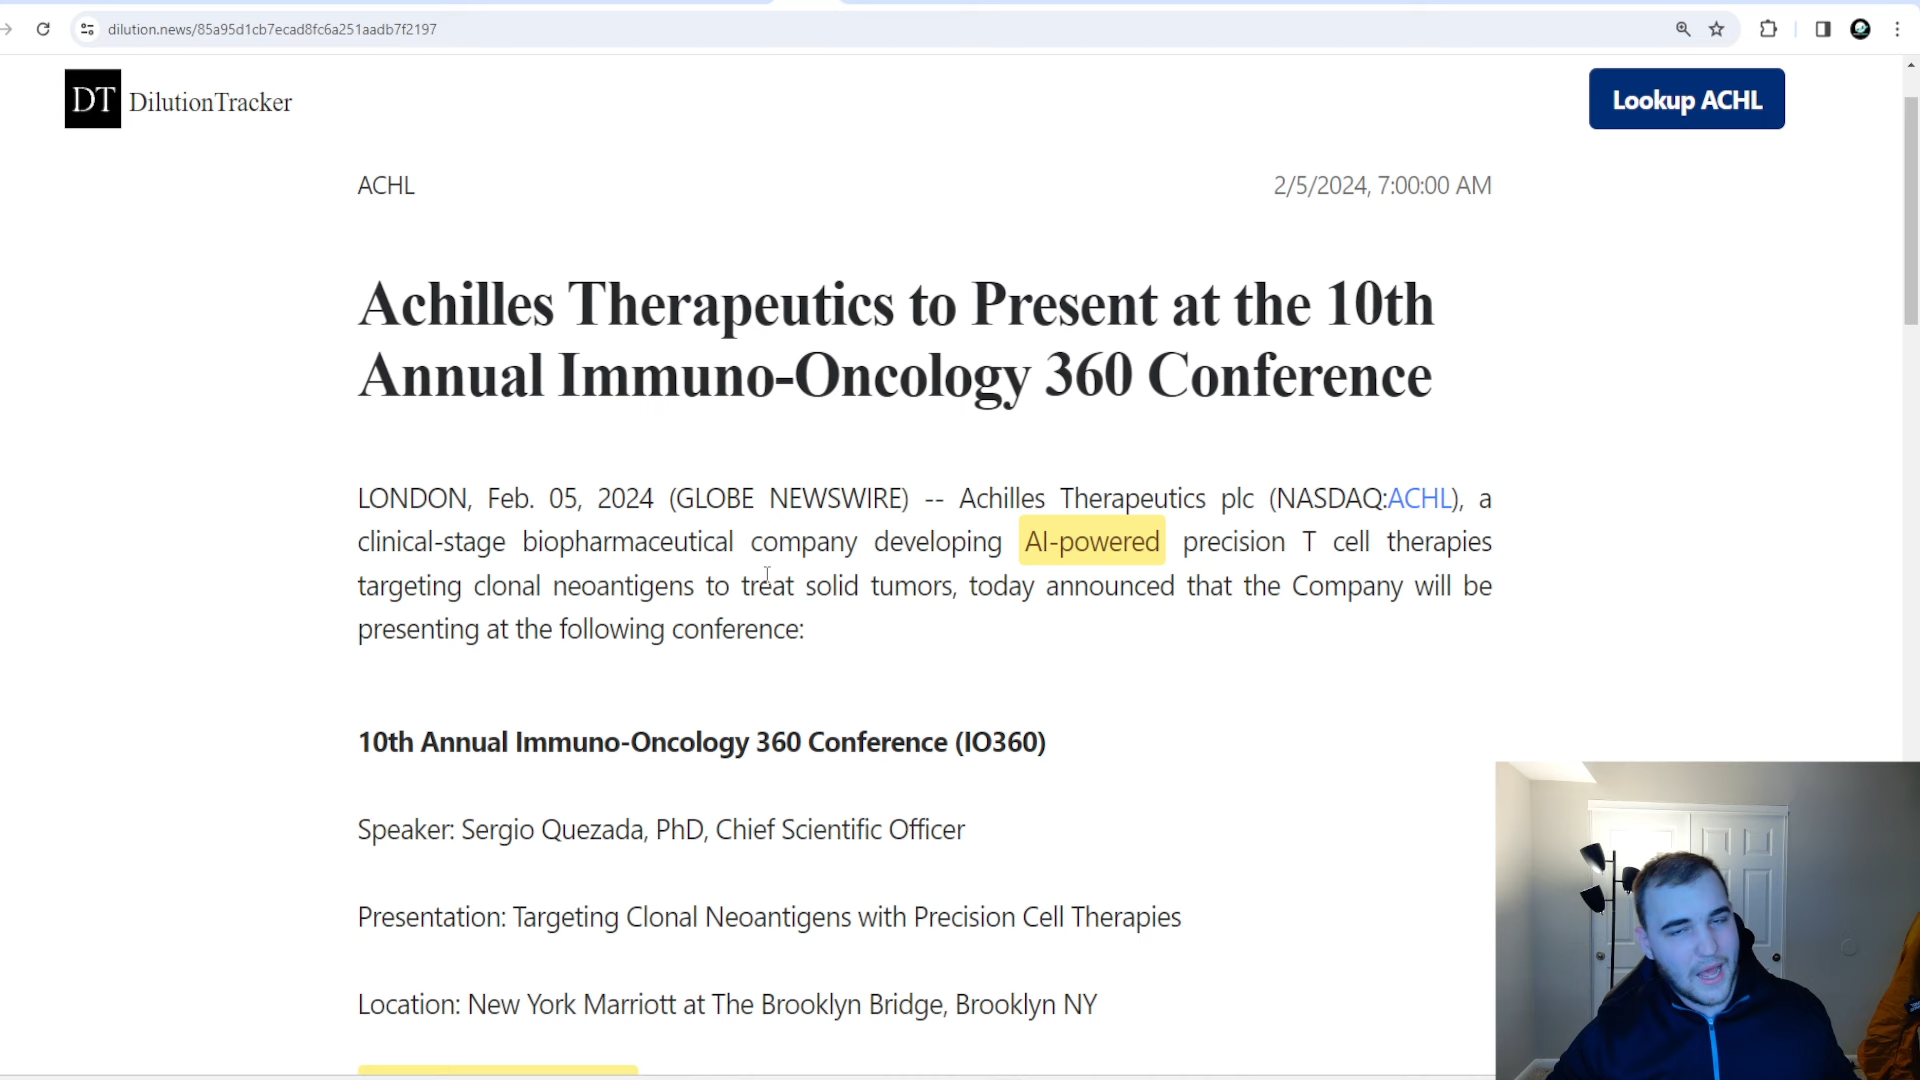 dilution.news/85a95d1cb7ecad8fc6a251aadb7f2197
DT DilutionTracker
Lookup ACHL
ACHL
2/5/2024, 7:00:00 AM
Achilles Therapeutics to Present at the 10th
Annual Immuno-Oncology 360 Conference
LONDON, Feb. 05, 2024 (GLOBE NEWSWIRE) -- Achilles Therapeutics plc (NASDAQ:ACHL), a
clinical-stage biopharmaceutical company developing AI-powered precision T cell therapies
targeting clonal neoantigens to treat solid tumors, today announced that the Company will be
presenting at the following conference:
10th Annual Immuno-Oncology 360 Conference (IO360)
Speaker: Sergio Quezada, PhD, Chief Scientific Officer
Presentation: Targeting Clonal Neoantigens with Precision Cell Therapies
Location: New York Marriott at The Brooklyn Bridge, Brooklyn NY